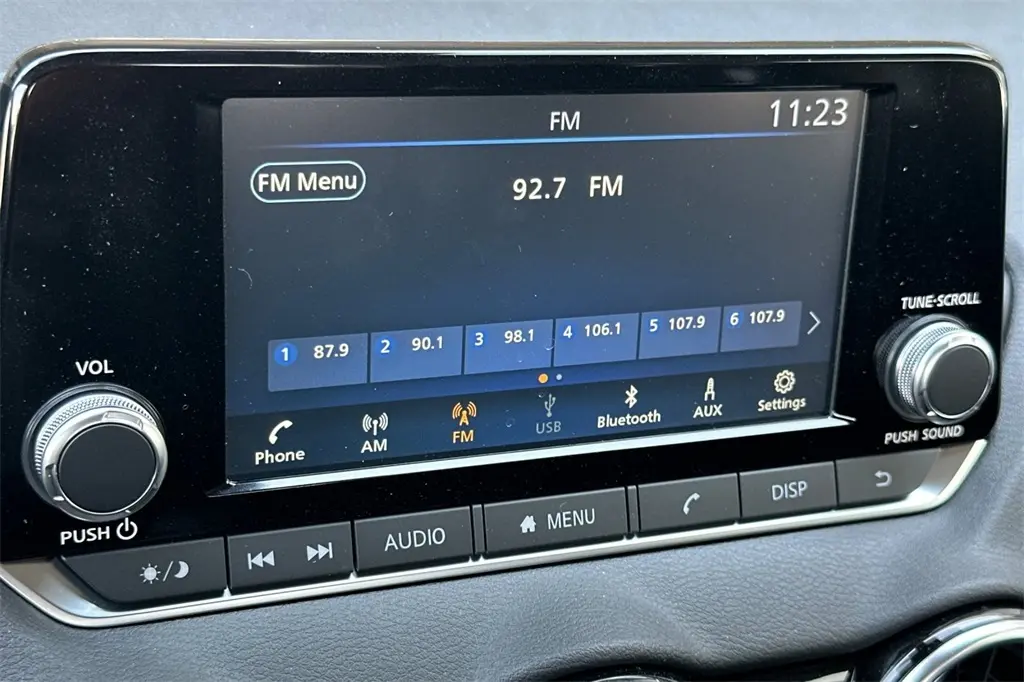 FM
11:23
FM Menu
92.7 FM
1 87.9
2 90.1
3 98.1
4 106.1
5 107.9
6 107.9
Phone
AM
FM
USB
Bluetooth
AUX
Settings
VOL
PUSH
TUNE·SCROLL
PUSH SOUND
AUDIO
MENU
DISP